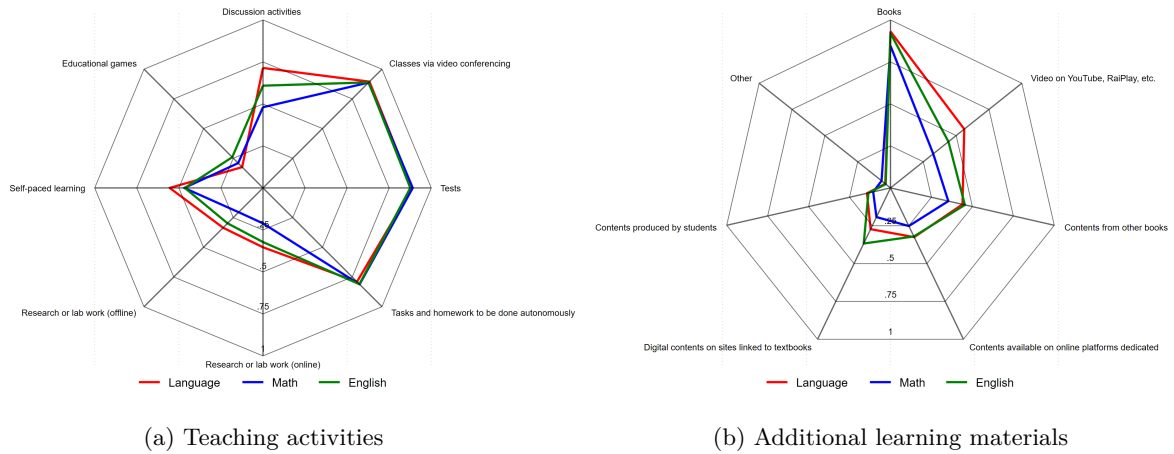 Discussion activities
Educational games
Classes via video conferencing
Self-paced learning
Tests
.25
.5
.75
1
Research or lab work (offline)
Tasks and homework to be done autonomously
Research or lab work (online)
Language Math English
(a) Teaching activities
Books
Other
Video on YouTube, RaiPlay, etc.
Contents produced by students
Contents from other books
.25
.5
.75
1
Digital contents on sites linked to textbooks
Contents available on online platforms dedicated
Language Math English
(b) Additional learning materials